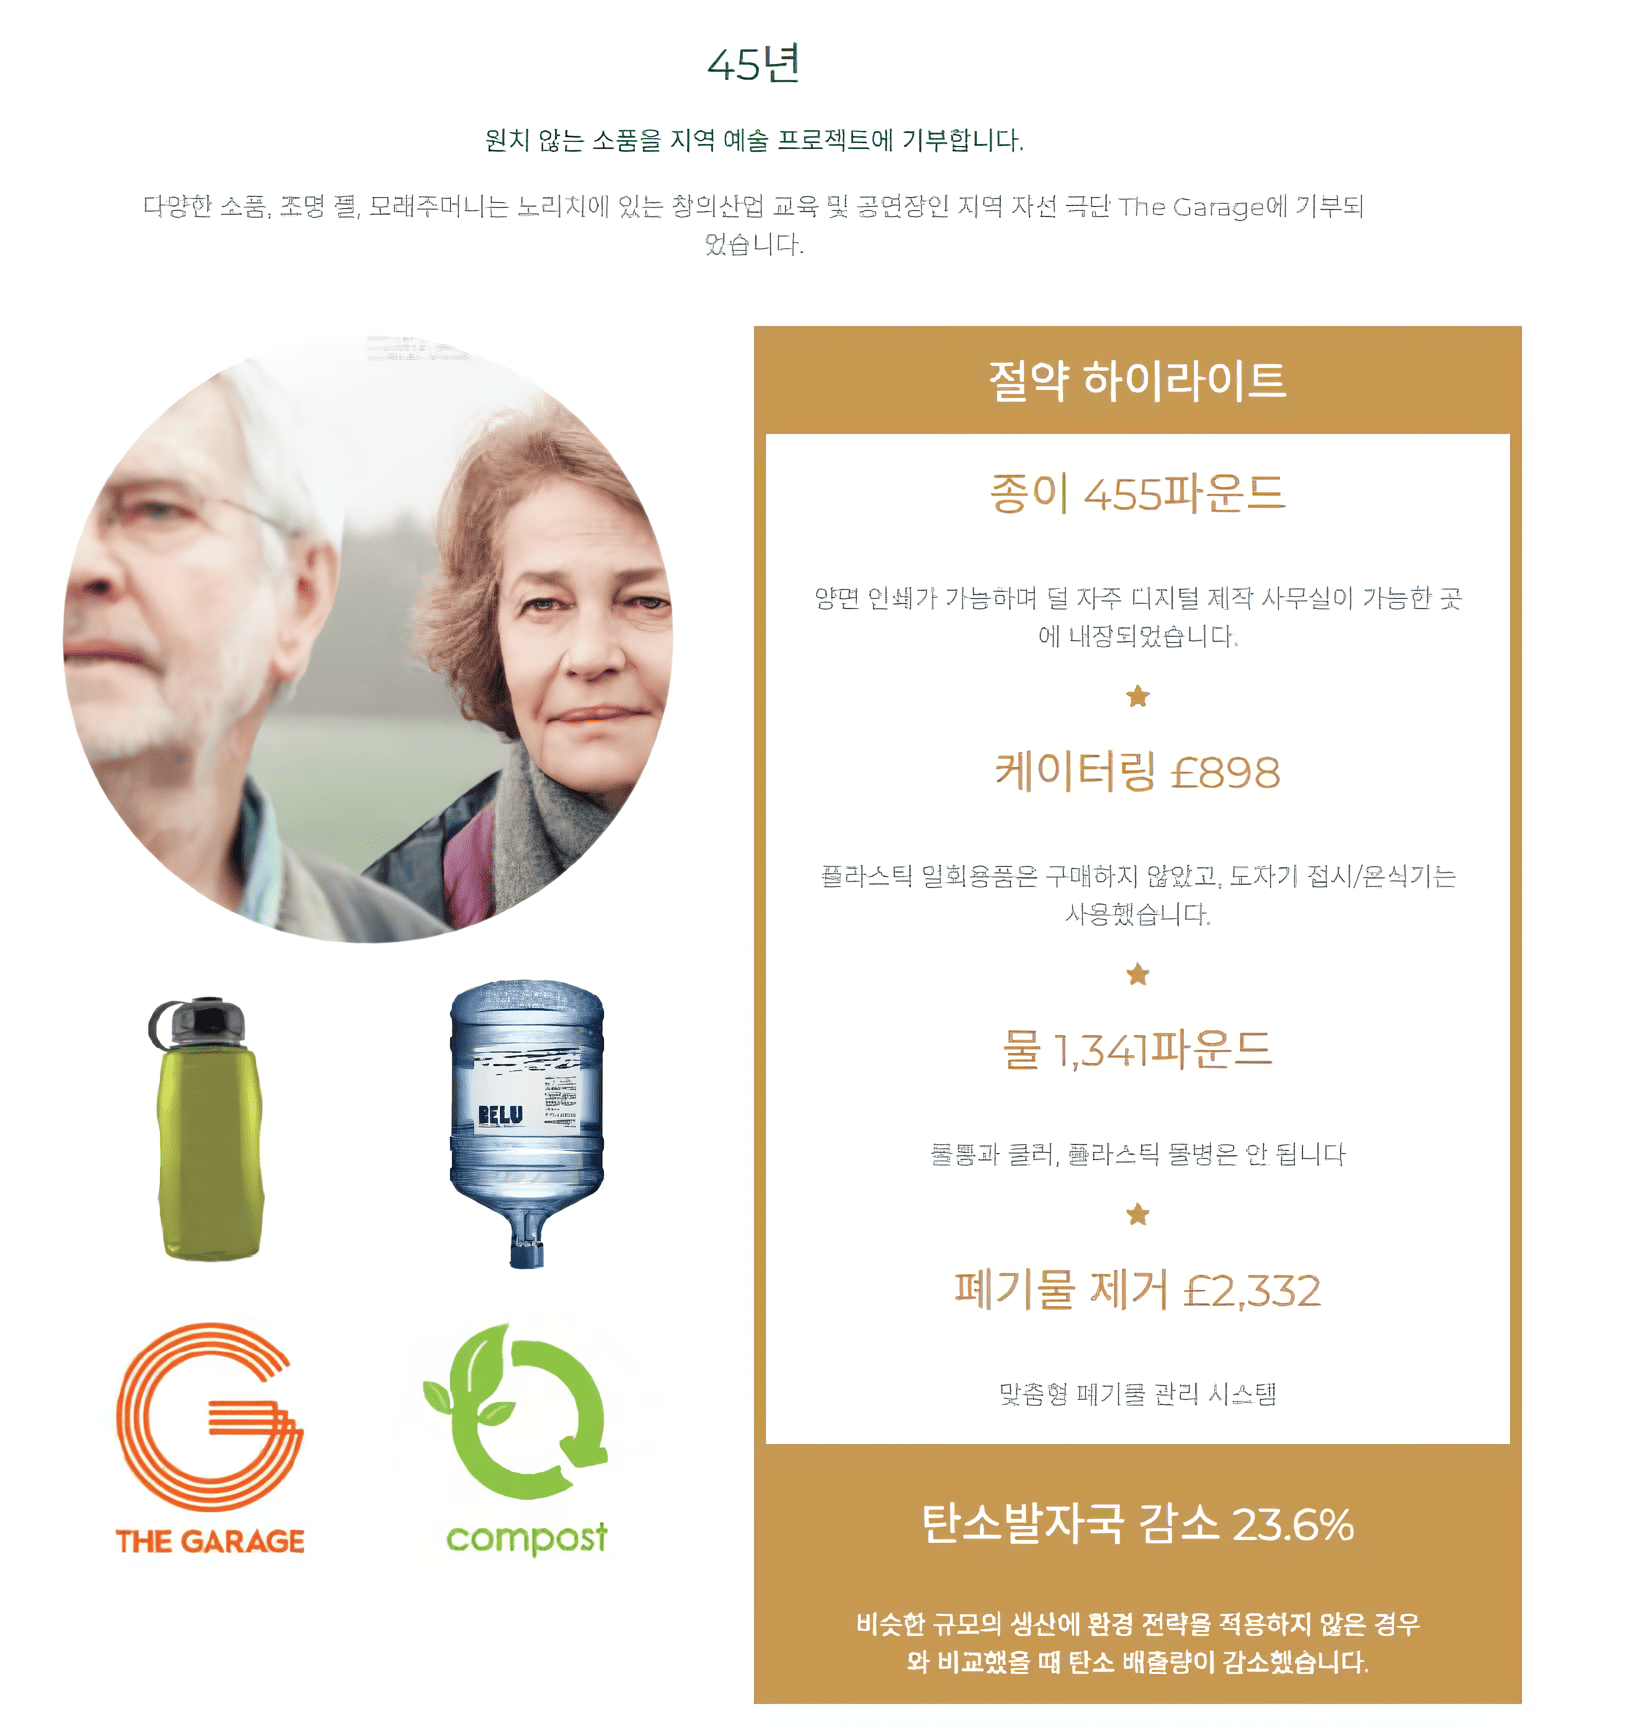 45년
원치 않는 소품을 지역 예술 프로젝트에 기부합니다.
다양한 소품, 조명 젤, 모래주머니는 노리치에 있는 창의산업 교육 및 공연장인 지역 자선 극단 The Garage에 기부되
었습니다.
절약 하이라이트
종이 455파운드
양면 인쇄가 가능하며 덜 자주 디지털 제작 사무실이 가능한 곳
에 내장되었습니다.
케이터링 £898
플라스틱 일회용품은 구매하지 않았고, 도자기 접시/은식기는
사용했습니다.
물 1,341파운드
물통과 쿨러, 플라스틱 물병은 안 됩니다
폐기물 제거 £2,332
맞춤형 폐기물 관리 시스템
탄소발자국 감소 23.6%
비슷한 규모의 생산에 환경 전략을 적용하지 않은 경우
와 비교했을 때 탄소 배출량이 감소했습니다.
BELU
THE GARAGE
compost